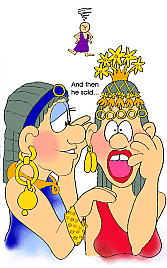 And then
he said...